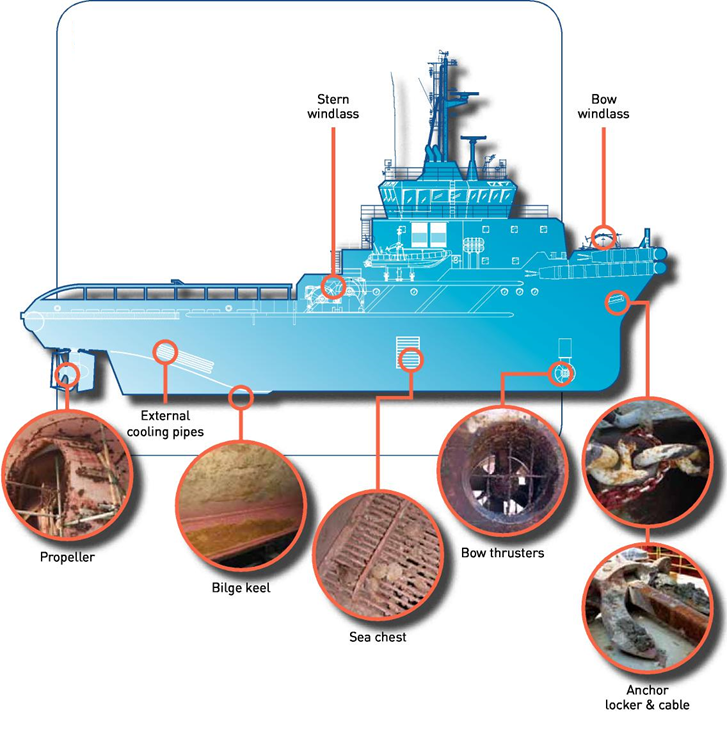 Stern
windlass
Bow
windlass
External
cooling pipes
Propeller
Bilge keel
Sea chest
Bow thrusters
Anchor
locker & cable